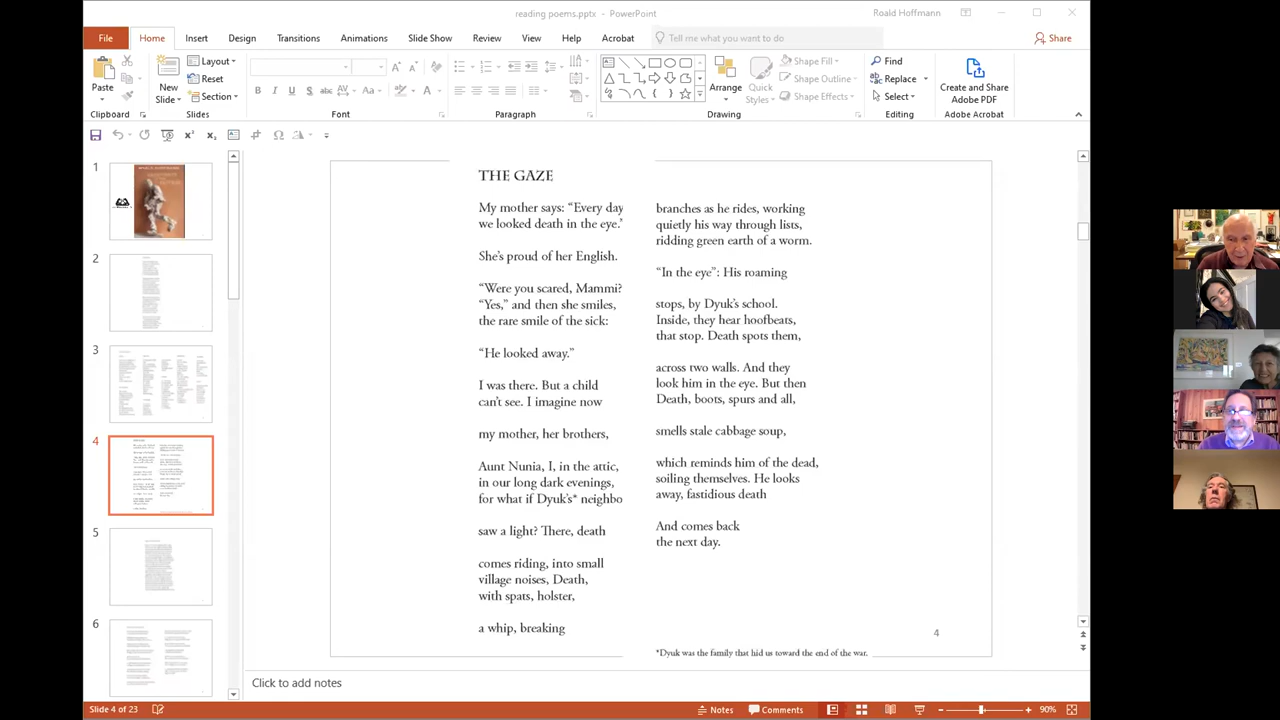 reading poems.pptx - PowerPoint
Roald Hoffmann
File Home Insert Design Transitions Animations Slide Show Review View Help Acrobat Tell me what you want to do Share
Paste
New
Slide
Layout
Reset
Section
Arrange
Quick
Styles
Shape Fill
Shape Outline
Shape Effects
Find
Replace
Select
Create and Share
Adobe PDF
Clipboard Slides Font Paragraph Drawing Editing Adobe Acrobat
1
2
3
4
5
6
THE GAZE
My mother says: “Every day
we looked death in the eye.”
She’s proud of her English.
“Were you scared, Mammi?
“Yes,” and then she smiles,
the rare smile of the sick:
“He looked away.”
I was there. But a child
can’t see. I imagine now
my mother, her brothers,
Aunt Nunia, I, in the attic,
in our long dark evenings,
for what if Dyuk’s* neighbo
saw a light? There, death
comes riding, into small
village noises, Death,
with spats, holster,
a whip, breaking
branches as he rides, working
quietly his way through lists,
ridding green earth of a worm.
“In the eye”: His roaming
stops, by Dyuk’s school.
Inside, they hear hoofbeats,
that stop. Death spots them,
across two walls. And they
look him in the eye. But then
Death, boots, spurs and all,
smells stale cabbage soup,
which reminds him of the dead,
soiling themselves. He looks
away, fastidious death
And comes back
the next day.
4
*Dyuk was the family that hid us toward the end of the war.
Click to add notes
Slide 4 of 23
Notes
Comments
90%